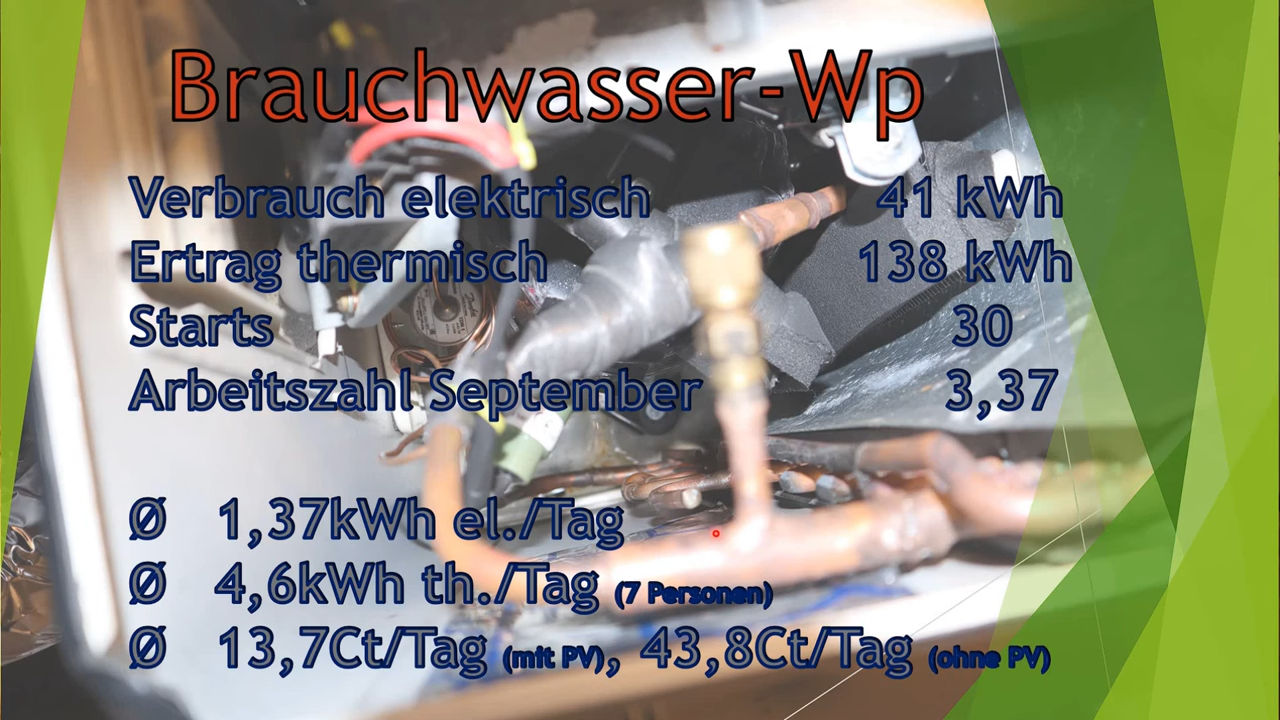 Brauchwasser-Wp
Verbrauch elektrisch 41 kWh
Ertrag thermisch 138 kWh
Starts 30
Arbeitszahl September 3,37
Ø 1,37kWh el./Tag
Ø 4,6kWh th./Tag (7 Personen)
Ø 13,7Ct/Tag (mit PV), 43,8Ct/Tag (ohne PV)